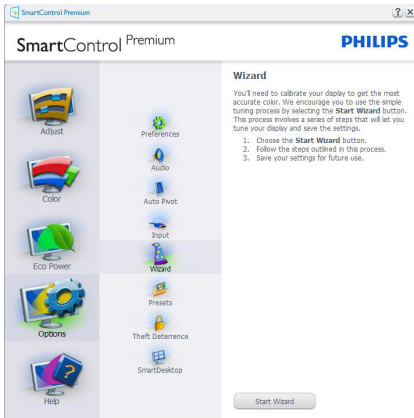 SmartControl Premium
SmartControl Premium
PHILIPS
Adjust
Color
Eco Power
Options
Help
Preferences
Audio
Auto Pivot
Input
Wizard
Presets
Theft Deterrence
SmartDesktop
Wizard
You'll need to calibrate your display to get the most
accurate color. We encourage you to use the simple
tuning process by selecting the Start Wizard button.
This process involves a series of steps that will let you
tune your display and save the settings.
1. Choose the Start Wizard button.
2. Follow the steps outlined in this process.
3. Save your settings for future use.
Start Wizard